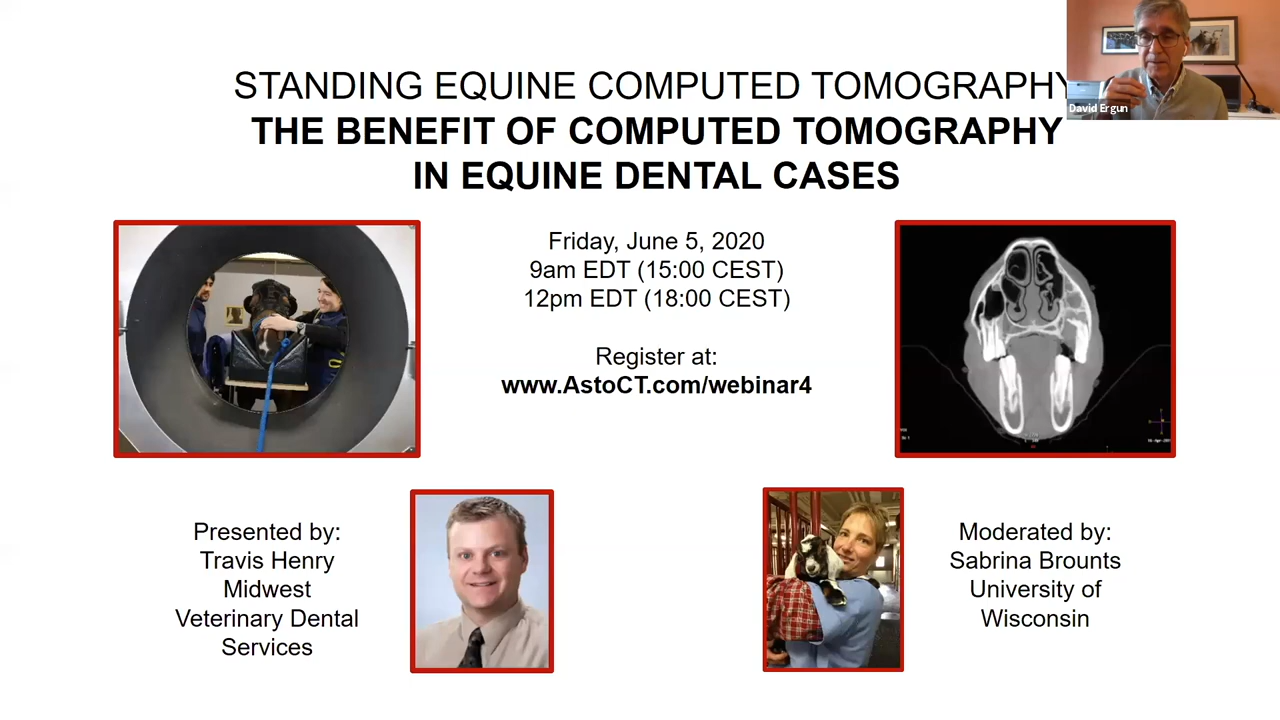 STANDING EQUINE COMPUTED TOMOGRAPHY
THE BENEFIT OF COMPUTED TOMOGRAPHY
IN EQUINE DENTAL CASES
David Ergun
Friday, June 5, 2020
9am EDT (15:00 CEST)
12pm EDT (18:00 CEST)
Register at:
www.AstoCT.com/webinar4
Presented by:
Travis Henry
Midwest
Veterinary Dental
Services
Moderated by:
Sabrina Brounts
University of
Wisconsin